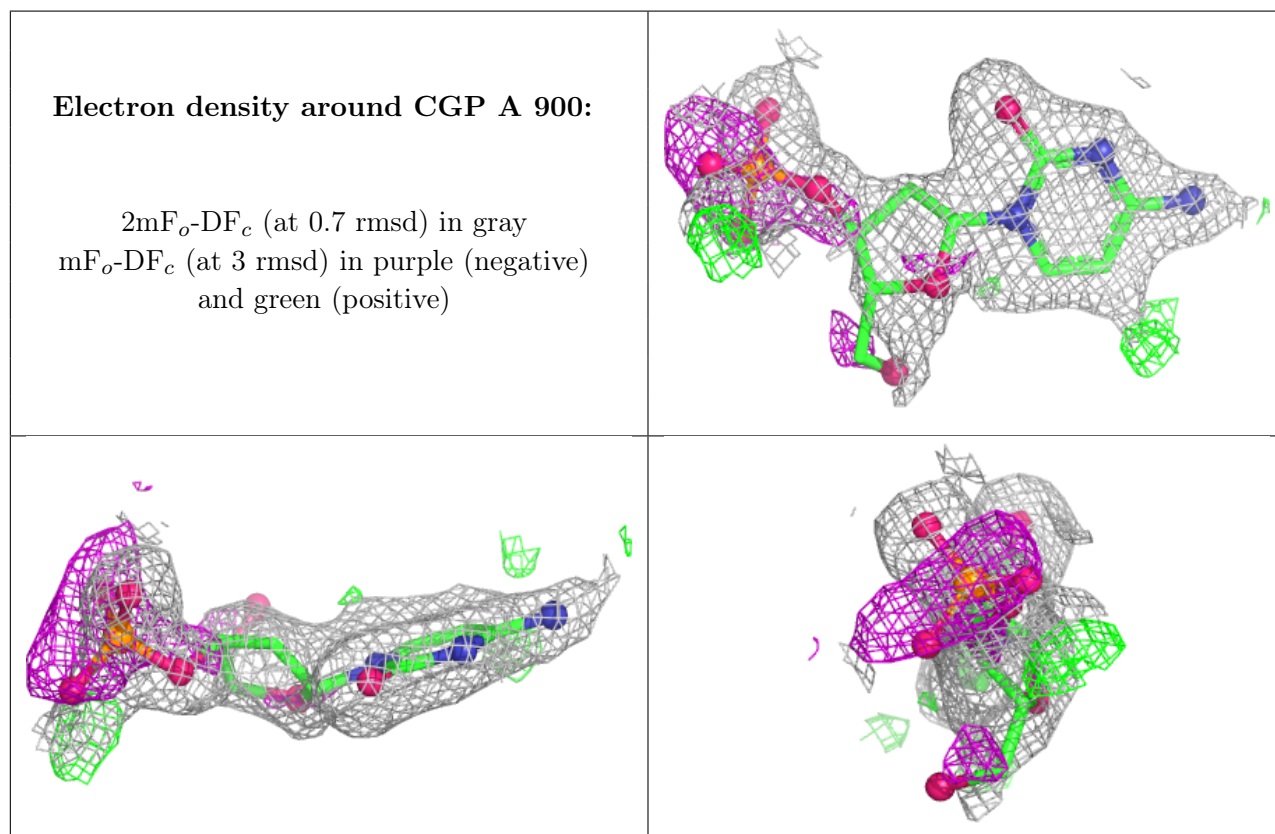 Electron density around CGP A 900:
2mFo-DFc (at 0.7 rmsd) in gray
mFo-DFc (at 3 rmsd) in purple (negative)
and green (positive)